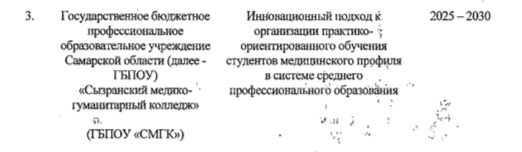 3. Государственное бюджетное Инновационный подход к 2025 – 2030
профессиональное организации практико-
образовательное учреждение ориентированного обучения
Самарской области (далее - студентов медицинского профиля
ГБПОУ) в системе среднего
«Сызранский медико- профессионального образования
гуманитарный колледж»
(ГБПОУ «СМГК»)